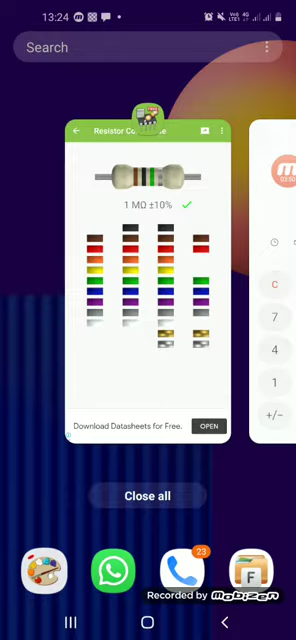 13:24
Search
Resistor Co
1 MΩ ±10%
Download Datasheets for Free.
OPEN
C
7
4
1
+/−
Close all
23
F
Recorded by Mobizen